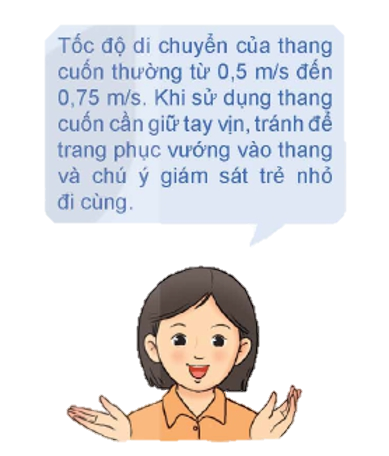 Tốc độ di chuyển của thang
cuốn thường từ 0,5 m/s đến
0,75 m/s. Khi sử dụng thang
cuốn cần giữ tay vịn, tránh để
trang phục vướng vào thang
và chú ý giám sát trẻ nhỏ
đi cùng.